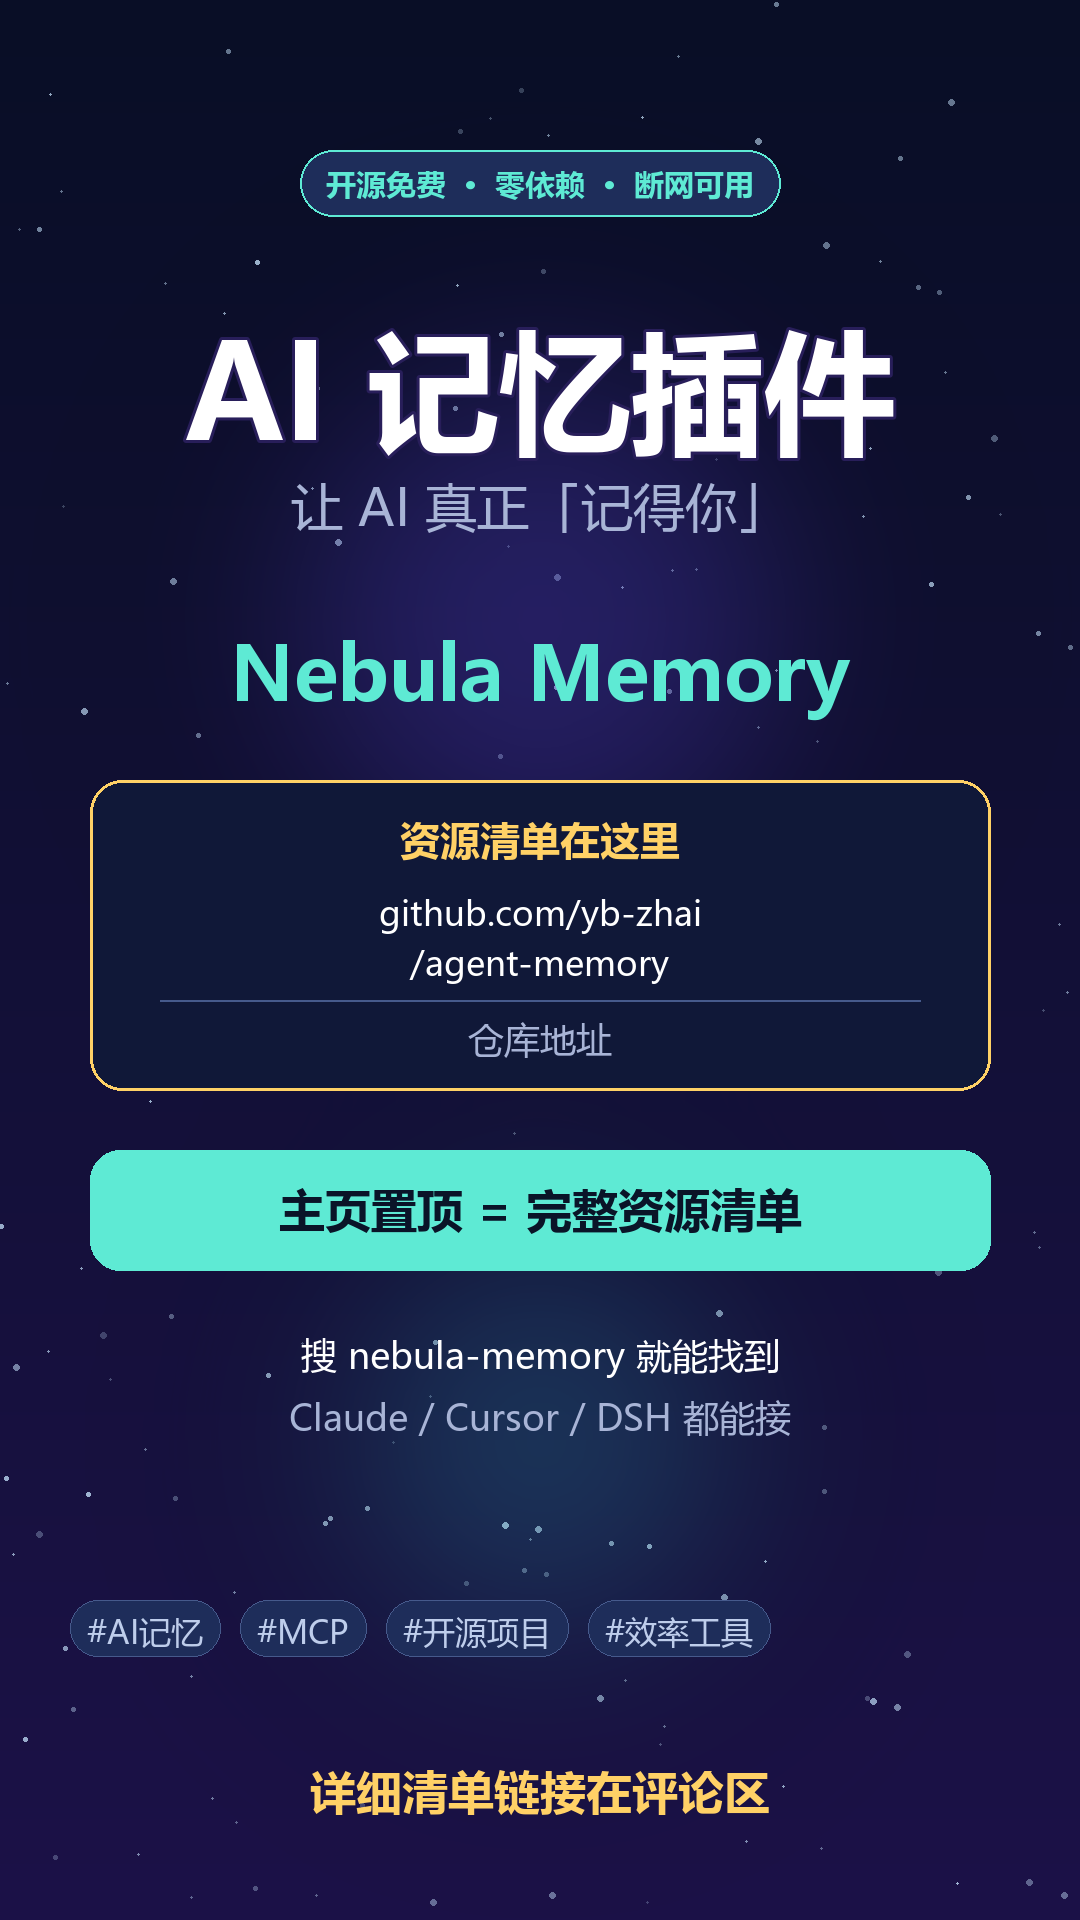 开源免费 · 零依赖 · 断网可用
AI 记忆插件
让 AI 真正「记得你」
Nebula Memory
资源清单在这里
github.com/yb-zhai
/agent-memory
仓库地址
主页置顶 = 完整资源清单
搜 nebula-memory 就能找到
Claude / Cursor / DSH 都能接
#AI记忆 #MCP #开源项目 #效率工具
详细清单链接在评论区